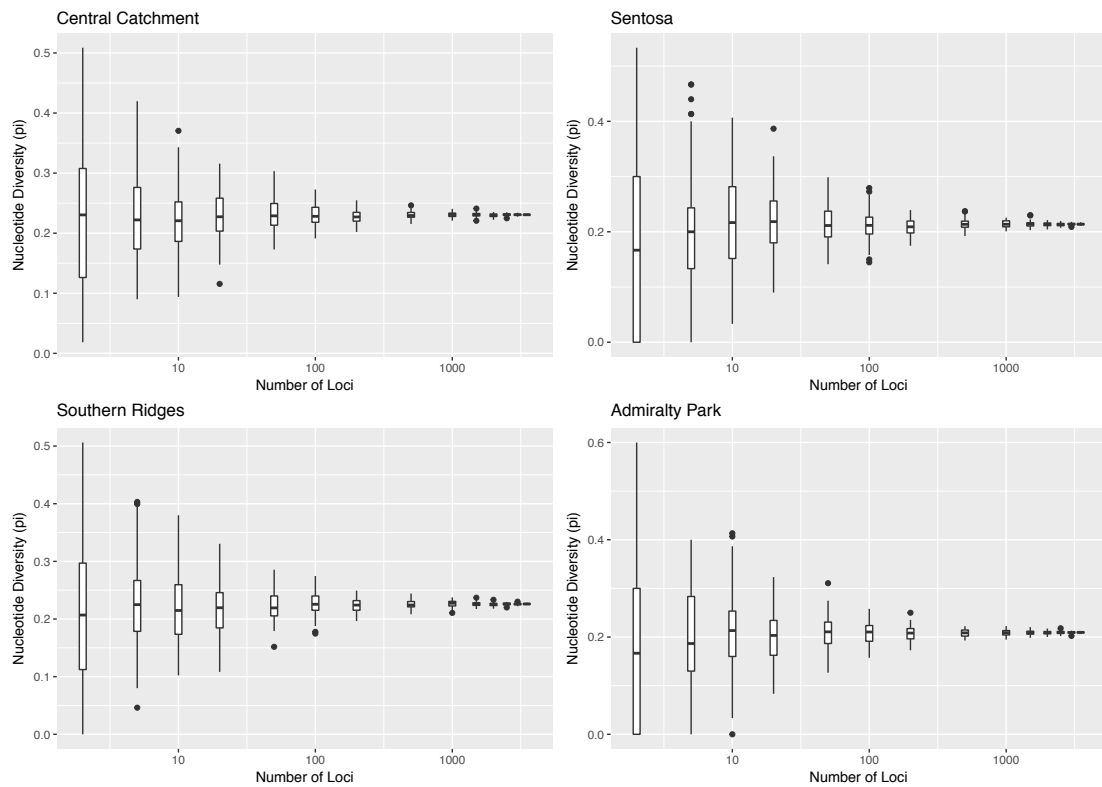 Central Catchment
Nucleotide Diversity (pi)
0.5
0.4
0.3
0.2
0.1
0.0
10
100
1000
Number of Loci
Sentosa
Nucleotide Diversity (pi)
0.4
0.2
0.0
10
100
1000
Number of Loci
Southern Ridges
Nucleotide Diversity (pi)
0.5
0.4
0.3
0.2
0.1
0.0
10
100
1000
Number of Loci
Admiralty Park
Nucleotide Diversity (pi)
0.6
0.4
0.2
0.0
10
100
1000
Number of Loci